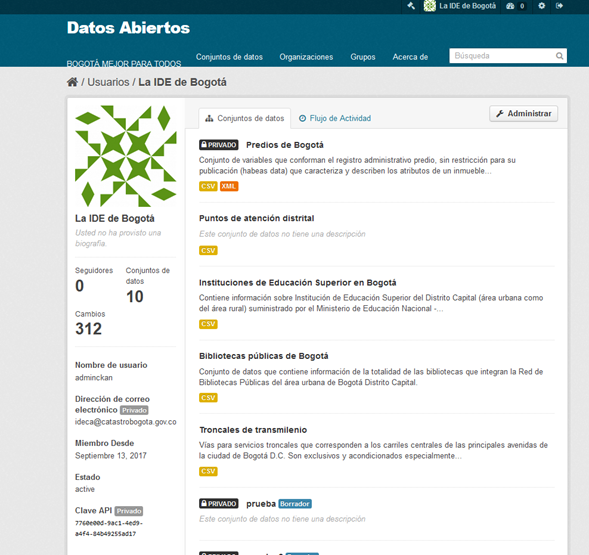 La IDE de Bogotá 0
Datos Abiertos
BOGOTÁ MEJOR PARA TODOS
Conjuntos de datos Organizaciones Grupos Acerca de
Búsqueda
/ Usuarios / La IDE de Bogotá
La IDE de Bogotá
Usted no ha provisto una
biografía
Seguidores
0
Conjuntos de
datos
10
Cambios
312
Nombre de usuario
adminckan
Dirección de correo
electrónico Privado
ideca@catastrobogota.gov.co
Miembro Desde
Septiembre 13, 2017
Estado
active
Clave API Privado
7760e00d-9ac1-4ed9-
a4f4-84b49255ad17
Conjuntos de datos Flujo de Actividad
Administrar
PRIVADO Predios de Bogotá
Conjunto de variables que conforman el registro administrativo predio, sin restricción para su
publicación (habeas data) que caracteriza y describen los atributos de un inmueble...
CSV XML
Puntos de atención distrital
Este conjunto de datos no tiene una descripción
CSV
Instituciones de Educación Superior en Bogotá
Contiene información sobre Institución de Educación Superior del Distrito Capital (área urbana como
del área rural) suministrado por el Ministerio de Educación Nacional -...
CSV
Bibliotecas públicas de Bogotá
Conjunto de datos que contiene información de la totalidad de las bibliotecas que integran la Red de
Bibliotecas Públicas del área urbana de Bogotá Distrito Capital.
CSV
Troncales de transmilenio
Vías para servicios troncales que corresponden a los carriles centrales de las principales avenidas de
la ciudad de Bogotá D.C. Son exclusivos y acondicionados especialmente...
CSV
PRIVADO prueba Borrador
Este conjunto de datos no tiene una descripción